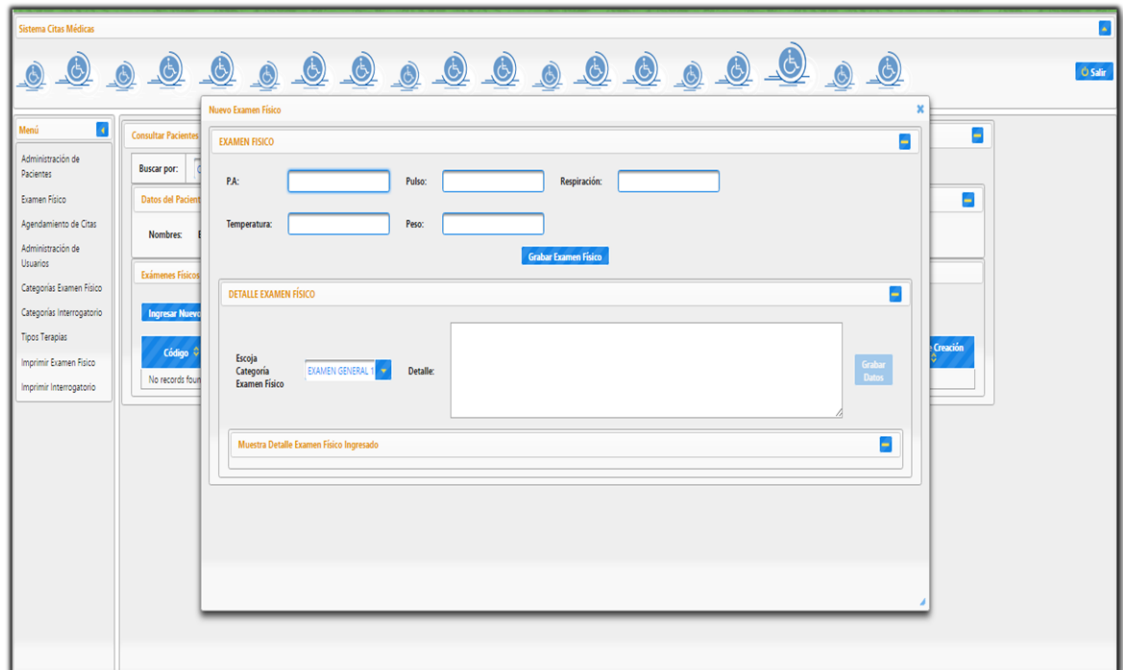 Sistema Citas Médicas
Salir
Menú
Administración de
Pacientes
Examen Físico
Agendamiento de Citas
Administración de
Usuarios
Categorías Examen Físico
Categorías Interrogatorio
Tipos Terapias
Imprimir Examen Físico
Imprimir Interrogatorio
Consultar Pacientes
Buscar por:
Datos del Pacient
Nombres:
Exámenes Físicos
Ingresar Nuevo
Código
No records foun
Creación
Nuevo Examen Físico
EXAMEN FISICO
P.A:
Pulso:
Respiración:
Temperatura:
Peso:
Grabar Examen Físico
DETALLE EXAMEN FÍSICO
Escoja
Categoría
Examen Físico
EXAMEN GENERAL 1
Detalle:
Grabar
Datos
Muestra Detalle Examen Físico Ingresado